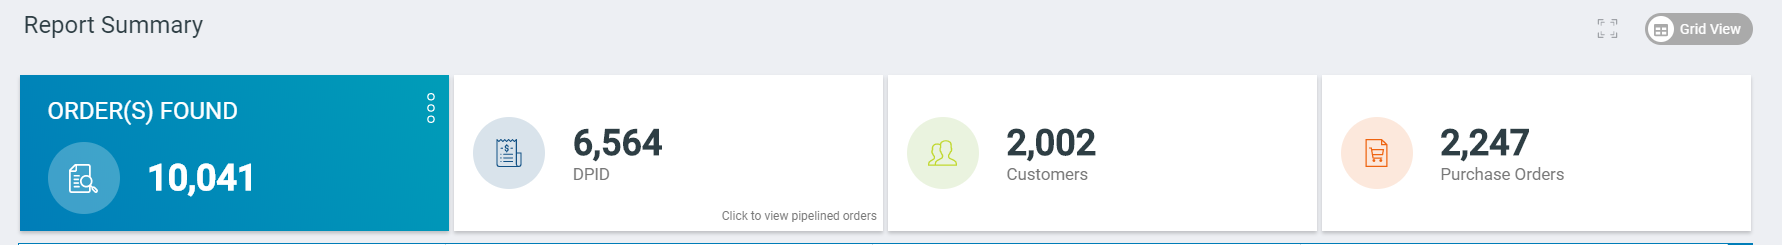 Report Summary
Grid View
ORDER(S) FOUND
10,041
6,564
DPID
Click to view pipelined orders
2,002
Customers
2,247
Purchase Orders